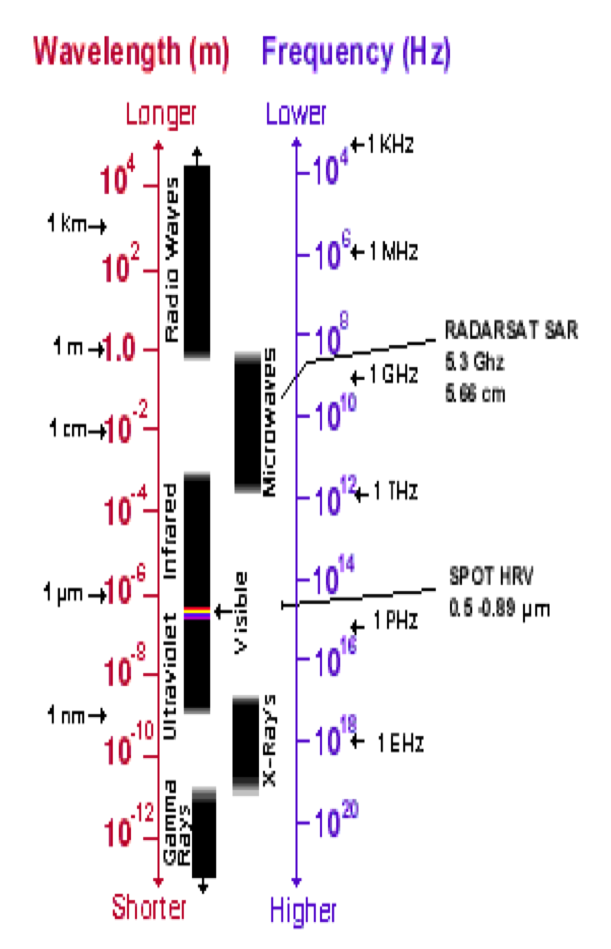 Wavelength (m) Frequency (Hz)
Longer
Lower
10^4
10^2
1.0
10^-2
10^-4
10^-6
10^-8
10^-10
10^-12
Shorter
1 km
1 m
1 cm
1 µm
1 nm
Radio Waves
Microwaves
Infrared
Visible
Ultraviolet
X-Rays
Gamma
Rays
10^4
10^6
10^8
10^10
10^12
10^14
10^16
10^18
10^20
Higher
1 KHz
1 MHz
1 GHz
1 THz
1 PHz
1 EHz
RADARSAT SAR
5.3 Ghz
5.66 cm
SPOT HRV
0.5 -0.89 µm